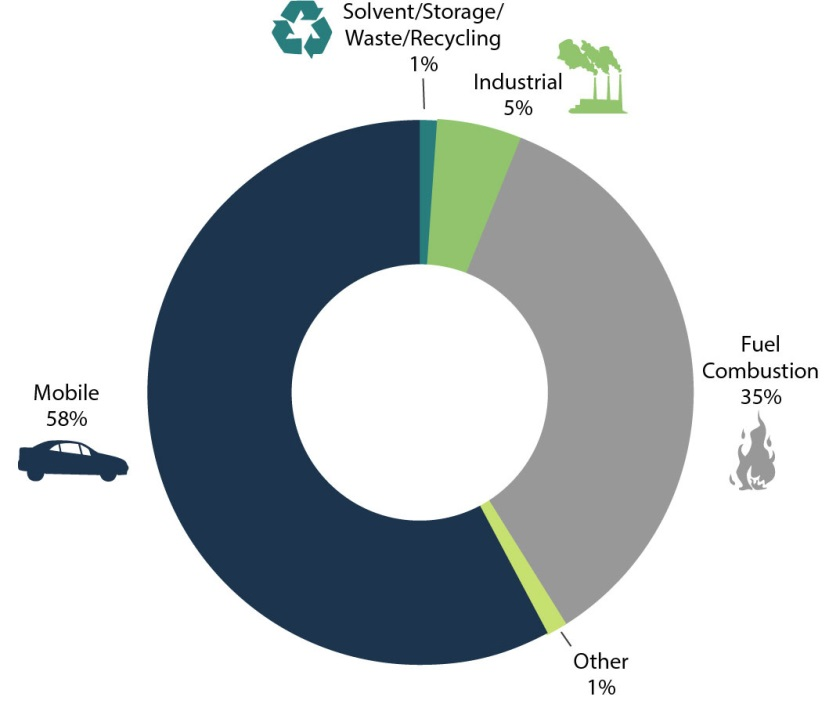 Solvent/Storage/
Waste/Recycling
1%
Industrial
5%
Fuel
Combustion
35%
Mobile
58%
Other
1%